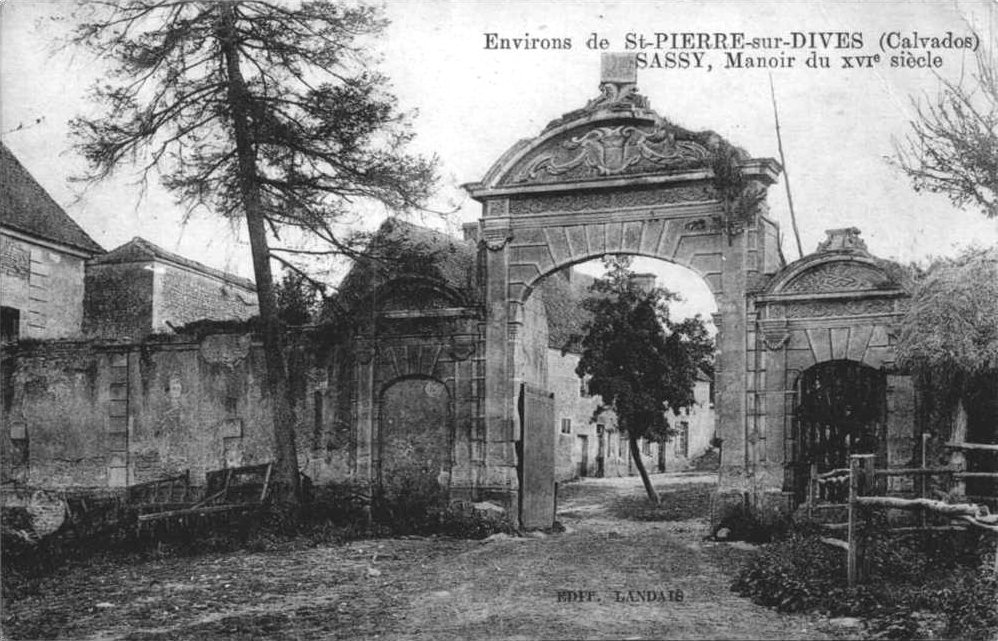 Environs de St-PIERRE-sur-DIVES (Calvados)
SASSY, Manoir du XVIe siècle
EDIT. LANDAIS